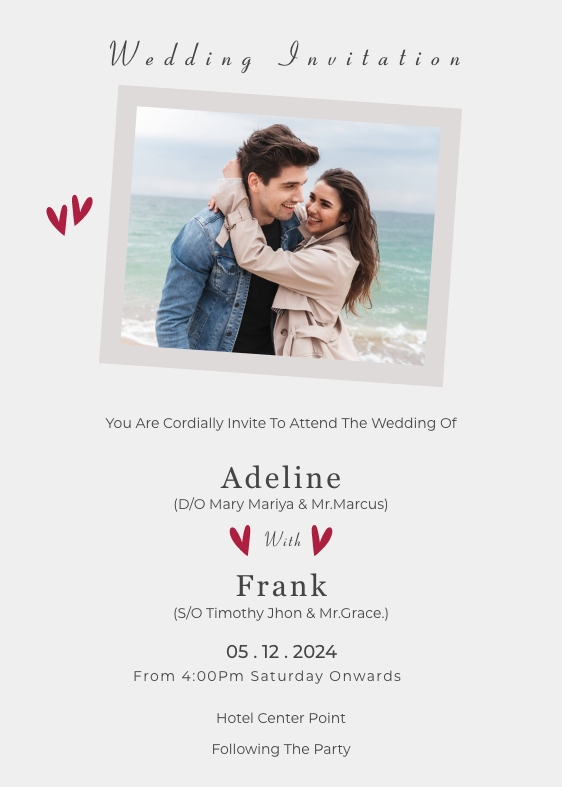 Wedding Invitation
You Are Cordially Invite To Attend The Wedding Of
Adeline
(D/O Mary Mariya & Mr.Marcus)
With
Frank
(S/O Timothy Jhon & Mr.Grace.)
05 . 12 . 2024
From 4:00Pm Saturday Onwards
Hotel Center Point
Following The Party